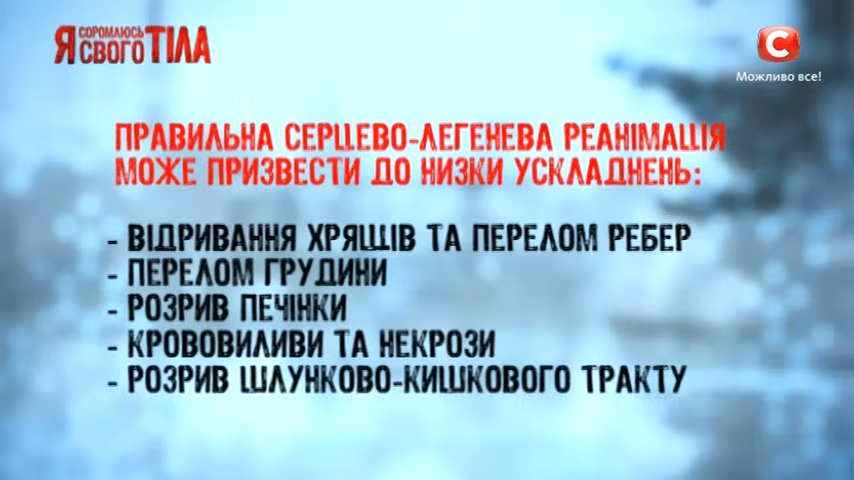 Я СОРОМЛЮСЬ СВОГО ТІЛА
Можливо все!
ПРАВИЛЬНА СЕРЦЕВО-ЛЕГЕНЕВА РЕАНІМАЦІЯ
МОЖЕ ПРИЗВЕСТИ ДО НИЗКИ УСКЛАДНЕНЬ:
- ВІДРИВАННЯ ХРЯЩІВ ТА ПЕРЕЛОМ РЕБЕР
- ПЕРЕЛОМ ГРУДИНИ
- РОЗРИВ ПЕЧІНКИ
- КРОВОВИЛИВИ ТА НЕКРОЗИ
- РОЗРИВ ШЛУНКОВО-КИШКОВОГО ТРАКТУ